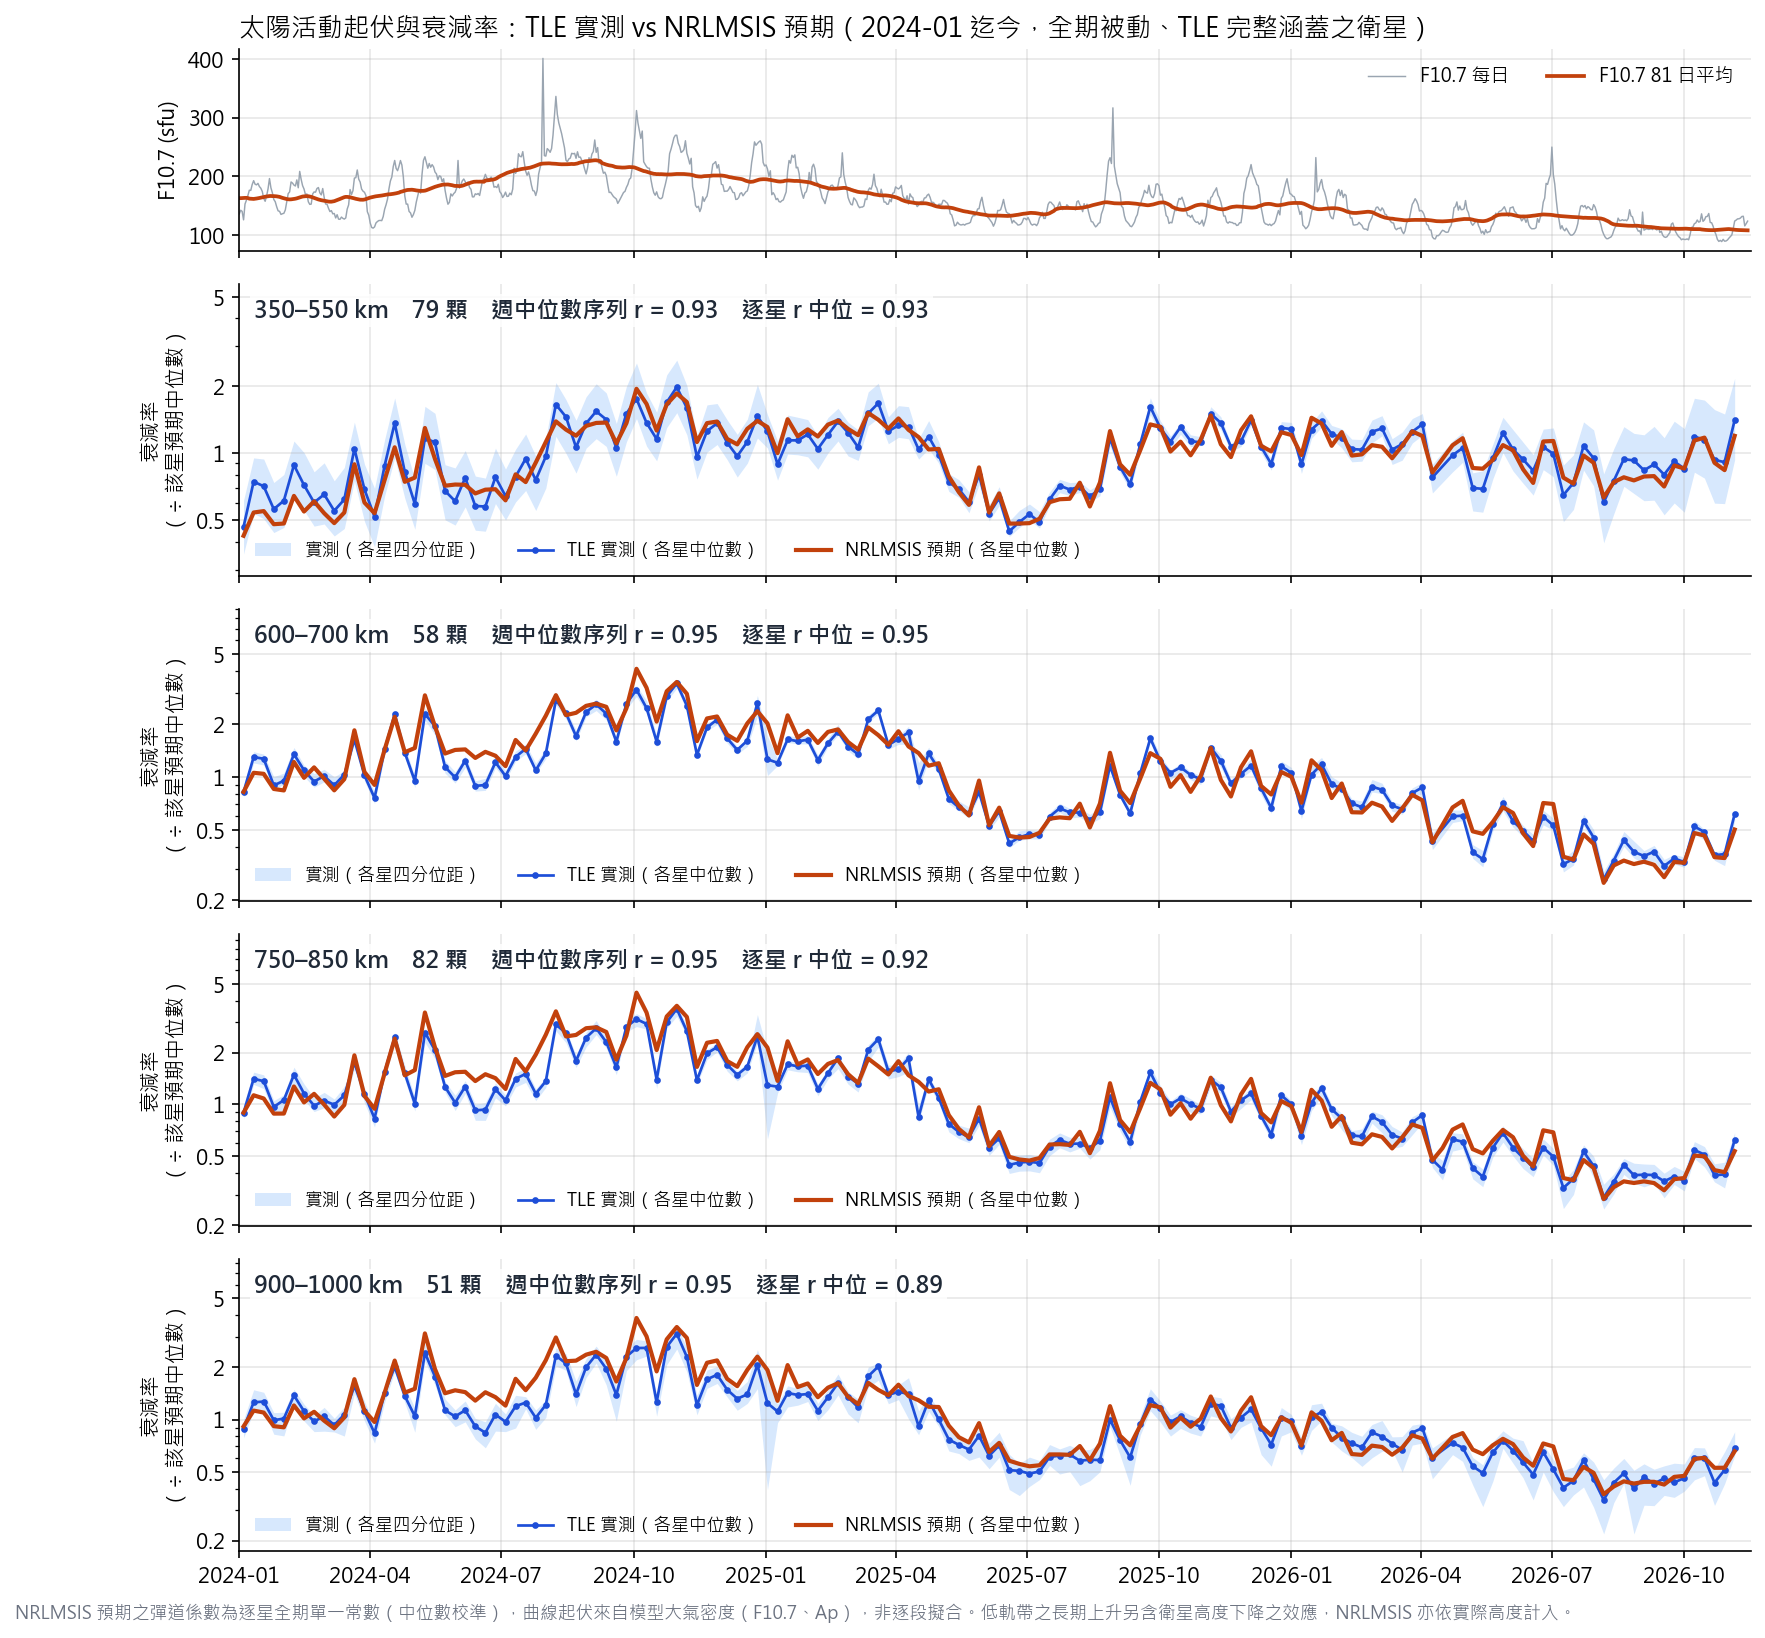 太陽活動起伏與衰減率：TLE 實測 vs NRLMSIS 預期（2024-01 迄今，全期被動、TLE 完整涵蓋之衛星）
F10.7 (sfu)
400
300
200
100
F10.7 每日
F10.7 81 日平均
350–550 km 79 顆 週中位數序列 r = 0.93 逐星 r 中位 = 0.93
衰減率
（÷ 該星預期中位數）
5
2
1
0.5
實測（各星四分位距）
TLE 實測（各星中位數）
NRLMSIS 預期（各星中位數）
600–700 km 58 顆 週中位數序列 r = 0.95 逐星 r 中位 = 0.95
衰減率
（÷ 該星預期中位數）
5
2
1
0.5
0.2
實測（各星四分位距）
TLE 實測（各星中位數）
NRLMSIS 預期（各星中位數）
750–850 km 82 顆 週中位數序列 r = 0.95 逐星 r 中位 = 0.92
衰減率
（÷ 該星預期中位數）
5
2
1
0.5
0.2
實測（各星四分位距）
TLE 實測（各星中位數）
NRLMSIS 預期（各星中位數）
900–1000 km 51 顆 週中位數序列 r = 0.95 逐星 r 中位 = 0.89
衰減率
（÷ 該星預期中位數）
5
2
1
0.5
0.2
實測（各星四分位距）
TLE 實測（各星中位數）
NRLMSIS 預期（各星中位數）
2024-01 2024-04 2024-07 2024-10 2025-01 2025-04 2025-07 2025-10 2026-01 2026-04 2026-07 2026-10
NRLMSIS 預期之彈道係數為逐星全期單一常數（中位數校準），曲線起伏來自模型大氣密度（F10.7、Ap），非逐段擬合。低軌帶之長期上升另含衛星高度下降之效應，NRLMSIS 亦依實際高度計入。